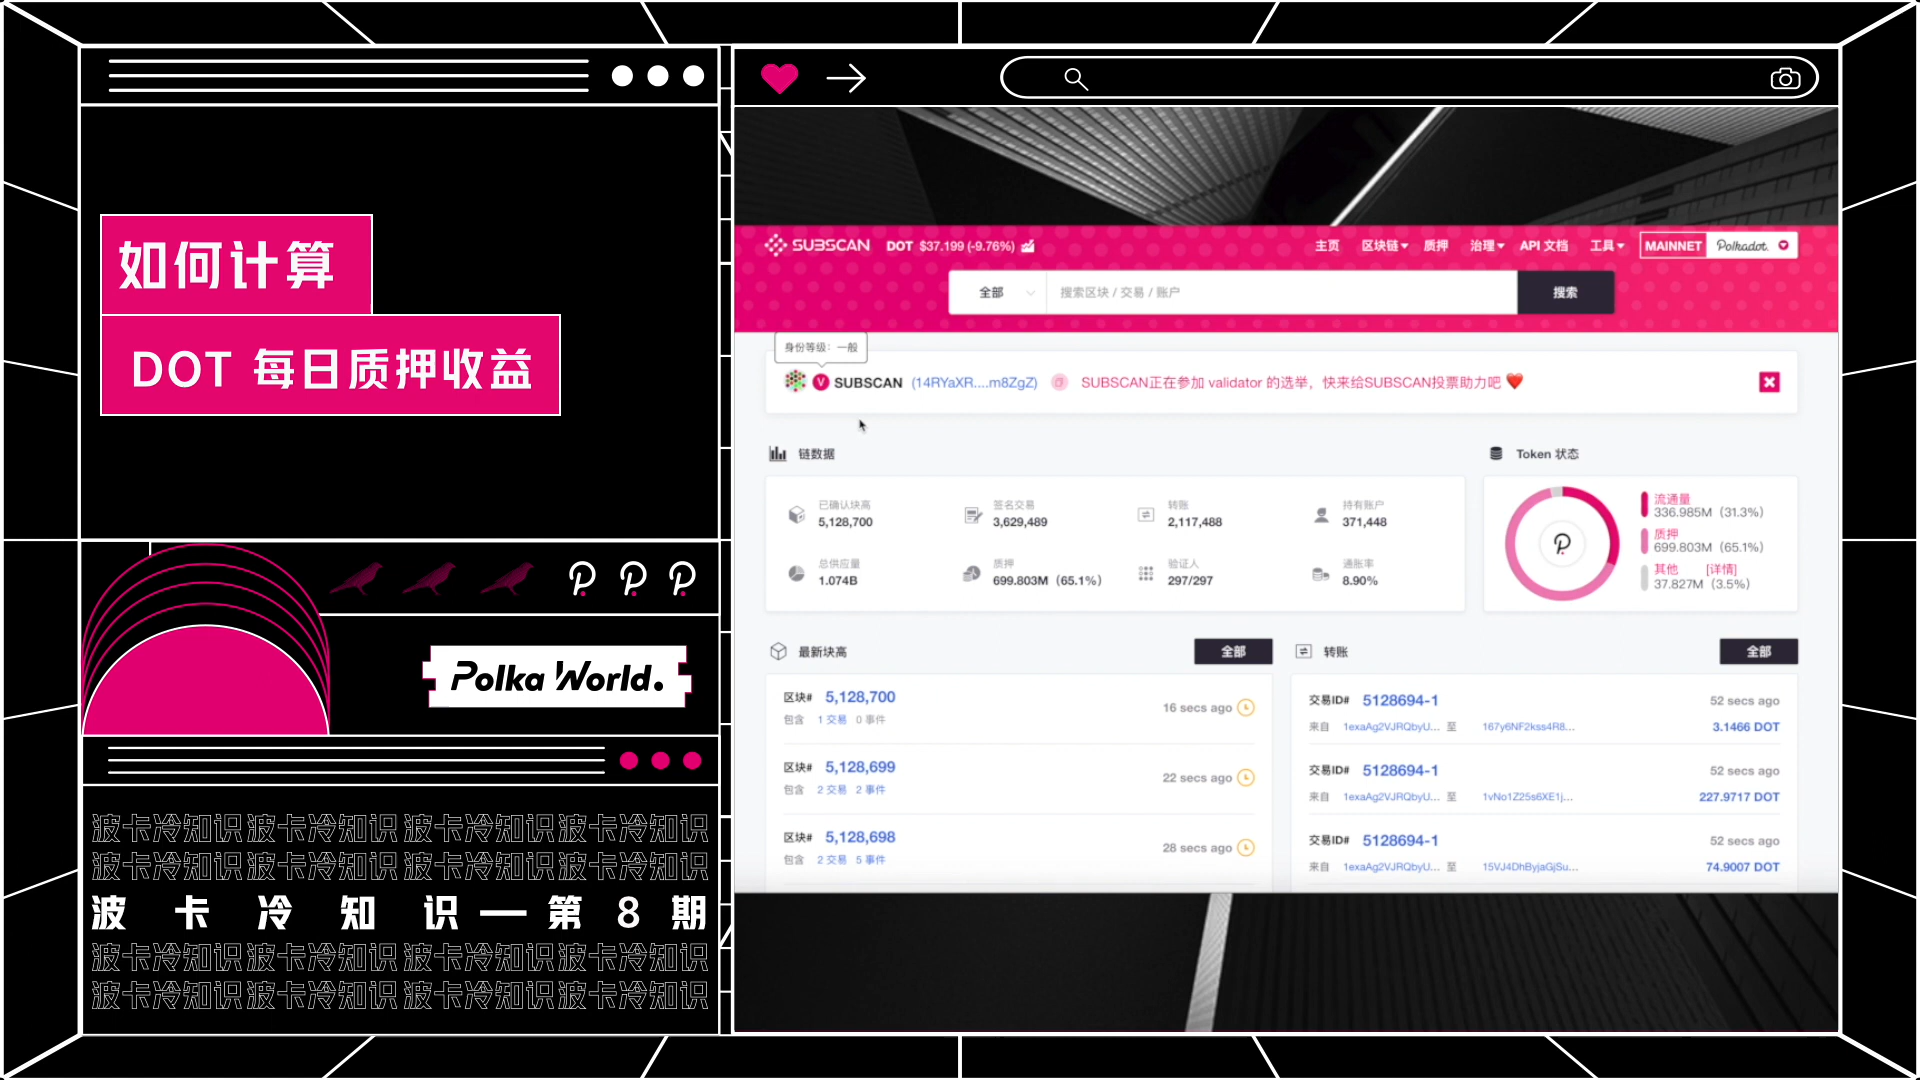 如何计算
DOT 每日质押收益
Polka World.
波卡冷知识波卡冷知识波卡冷知识波卡冷知识
波卡冷知识波卡冷知识波卡冷知识波卡冷知识
波卡冷知识—第8期
波卡冷知识波卡冷知识波卡冷知识波卡冷知识
波卡冷知识波卡冷知识波卡冷知识波卡冷知识
SUBSCAN DOT $37.199 (-9.76%) 主页 区块链 质押 治理 API 文档 工具 MAINNET Polkadot.
全部 搜索区块 / 交易 / 账户 搜索
身份等级：一般
SUBSCAN (14RYaXR....m8ZgZ) SUBSCAN正在参加 validator 的选举，快来给SUBSCAN投票助力吧 ❤️
链数据
已确认块高 签名交易 转账 持有账户
5,128,700 3,629,489 2,117,488 371,448
总供应量 质押 验证人 通胀率
1.074B 699.803M (65.1%) 297/297 8.90%
Token 状态
流通量
336.985M (31.3%)
质押
699.803M (65.1%)
其他 [详情]
37.827M (3.5%)
最新块高 全部
区块# 5,128,700 16 secs ago
包含 1 交易 0 事件
区块# 5,128,699 22 secs ago
包含 2 交易 2 事件
区块# 5,128,698 28 secs ago
包含 2 交易 5 事件
转账 全部
交易ID# 5128694-1 52 secs ago
来自 1exaAg2VJRQbyU... 至 167y6NF2kss4R8... 3.1466 DOT
交易ID# 5128694-1 52 secs ago
来自 1exaAg2VJRQbyU... 至 1vNo1Z25s6XE1j... 227.9717 DOT
交易ID# 5128694-1 52 secs ago
来自 1exaAg2VJRQbyU... 至 15VJ4DhByjaGjSu... 74.9007 DOT